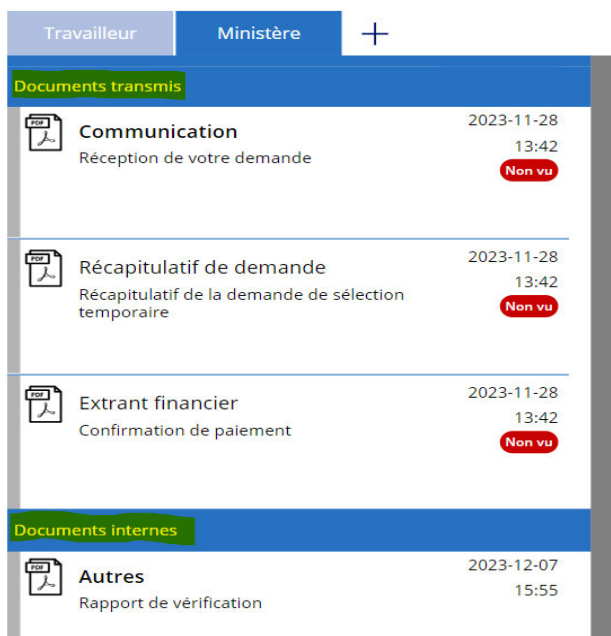 Travailleur Ministère +
Documents transmis
PDF Communication 2023-11-28
Réception de votre demande 13:42
Non vu
PDF Récapitulatif de demande 2023-11-28
Récapitulatif de la demande de sélection 13:42
temporaire Non vu
PDF Extrant financier 2023-11-28
Confirmation de paiement 13:42
Non vu
Documents internes
PDF Autres 2023-12-07
Rapport de vérification 15:55